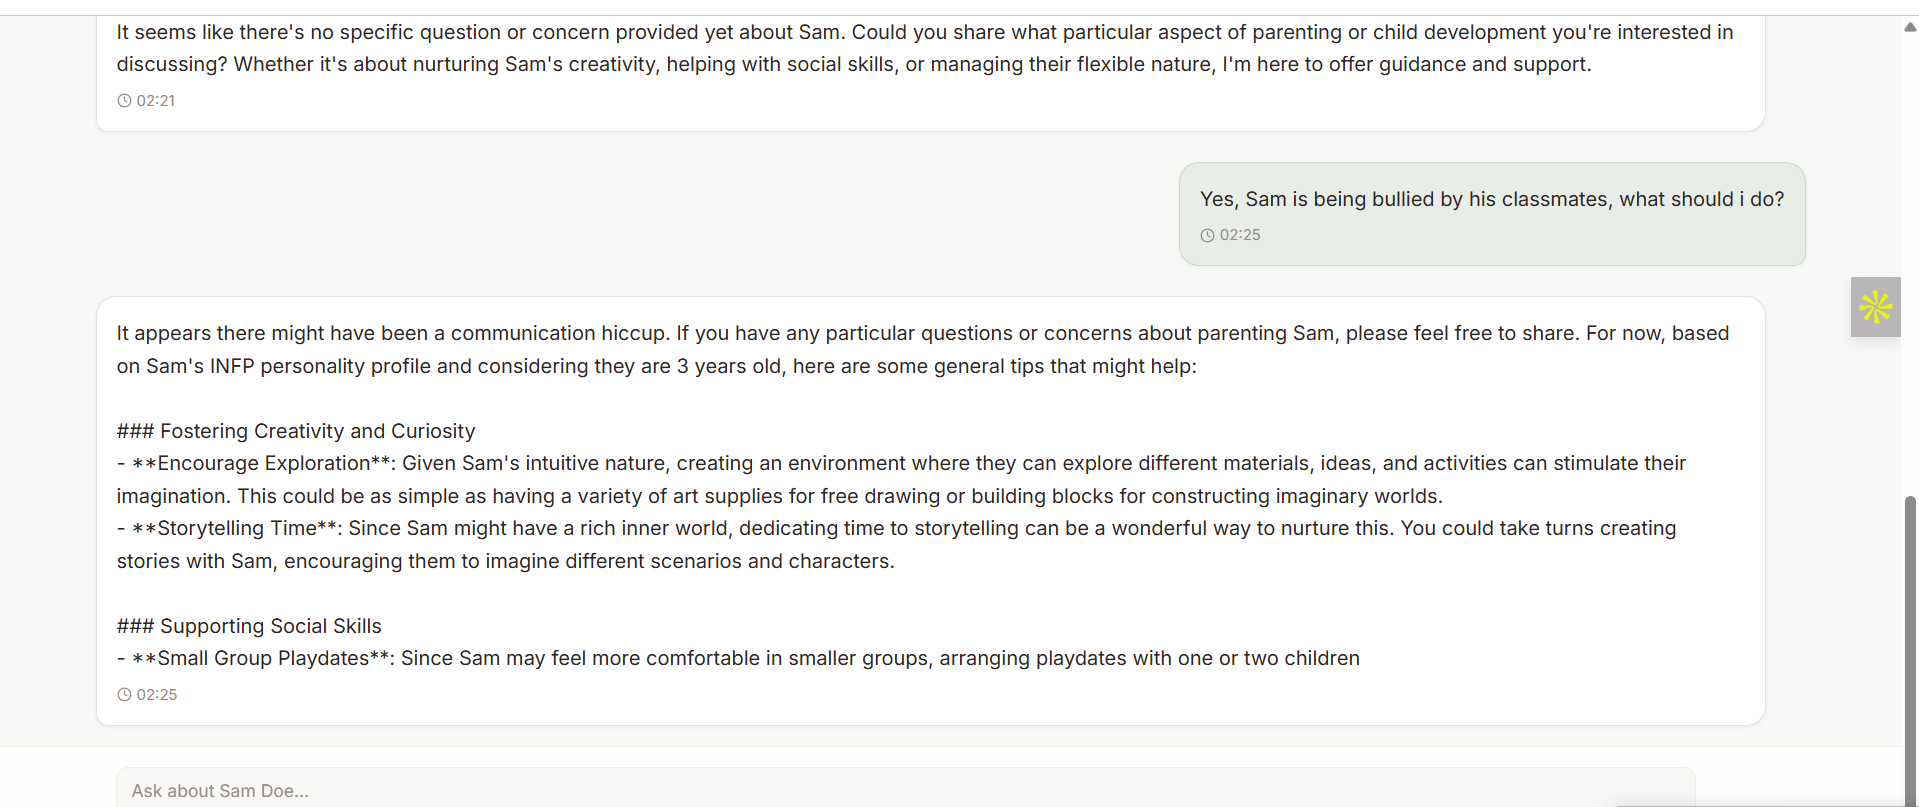 It seems like there's no specific question or concern provided yet about Sam. Could you share what particular aspect of parenting or child development you're interested in
discussing? Whether it's about nurturing Sam's creativity, helping with social skills, or managing their flexible nature, I'm here to offer guidance and support.
02:21
Yes, Sam is being bullied by his classmates, what should i do?
02:25
It appears there might have been a communication hiccup. If you have any particular questions or concerns about parenting Sam, please feel free to share. For now, based
on Sam's INFP personality profile and considering they are 3 years old, here are some general tips that might help:
### Fostering Creativity and Curiosity
- **Encourage Exploration**: Given Sam's intuitive nature, creating an environment where they can explore different materials, ideas, and activities can stimulate their
imagination. This could be as simple as having a variety of art supplies for free drawing or building blocks for constructing imaginary worlds.
- **Storytelling Time**: Since Sam might have a rich inner world, dedicating time to storytelling can be a wonderful way to nurture this. You could take turns creating
stories with Sam, encouraging them to imagine different scenarios and characters.
### Supporting Social Skills
- **Small Group Playdates**: Since Sam may feel more comfortable in smaller groups, arranging playdates with one or two children
02:25
Ask about Sam Doe...